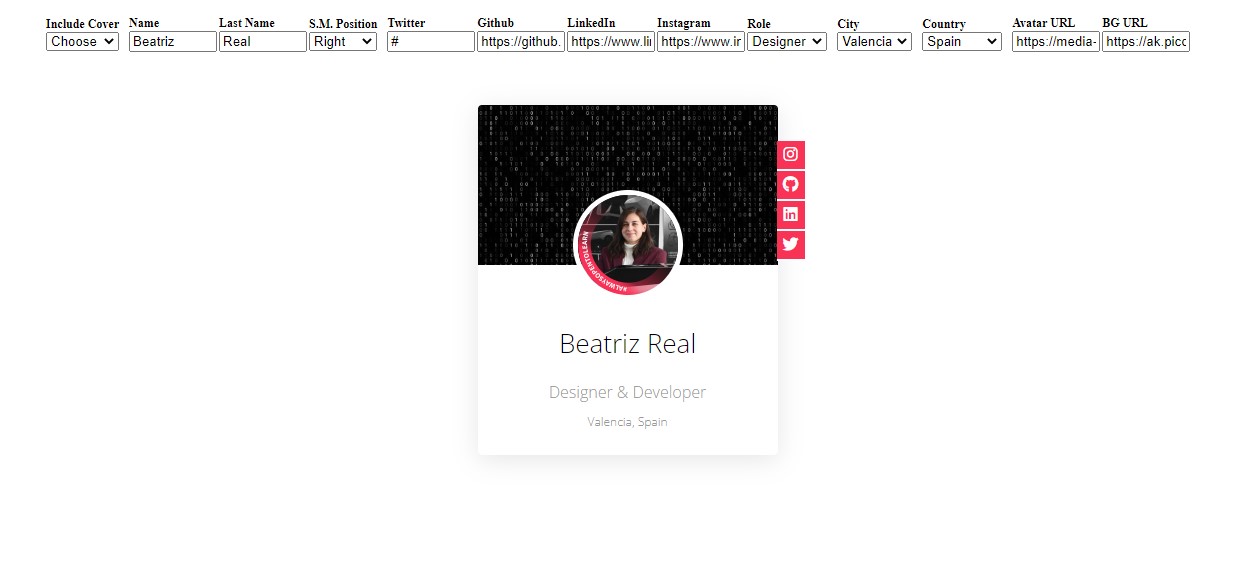 Include Cover Name Last Name S.M. Position Twitter Github LinkedIn Instagram Role City Country Avatar URL BG URL
Choose Beatriz Real Right # https://github. https://www.li https://www.ir Designer Valencia Spain https://media- https://ak.picc
#ALWAYSOPENTOLEARN
Beatriz Real
Designer & Developer
Valencia, Spain